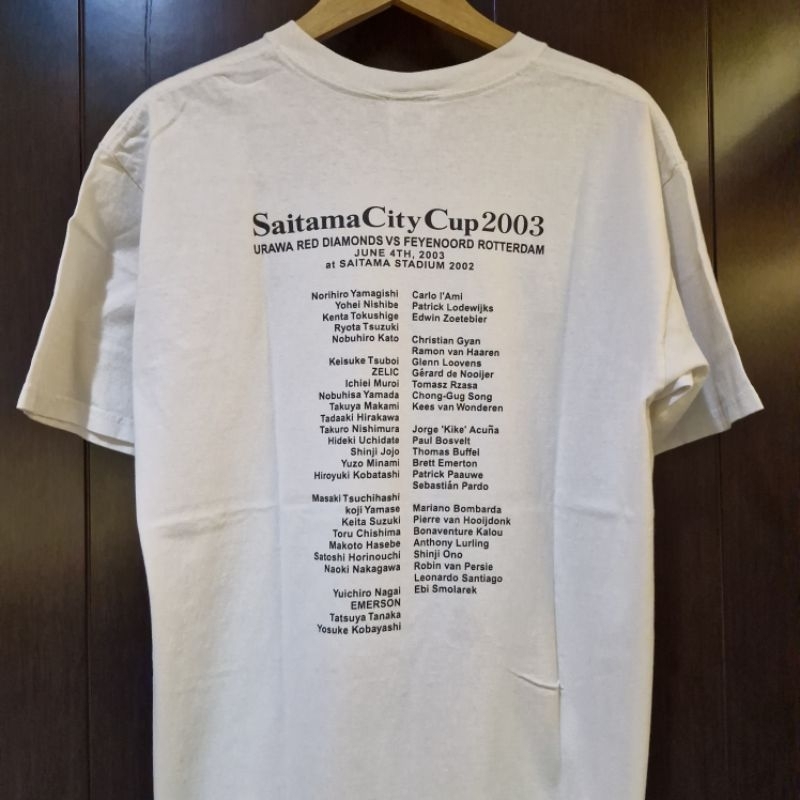 Saitama City Cup 2003
URAWA RED DIAMONDS VS FEYENOORD ROTTERDAM
JUNE 4TH, 2003
at SAITAMA STADIUM 2002
Norihiro Yamagishi
Yohei Nishibe
Kenta Tokushige
Ryota Tsuzuki
Nobuhiro Kato
Keisuke Tsuboi
ZELIC
Ichiei Muroi
Nobuhisa Yamada
Takuya Makami
Tadaaki Hirakawa
Takuro Nishimura
Hideki Uchidate
Shinji Jojo
Yuzo Minami
Hiroyuki Kobatashi
Masaki Tsuchihashi
koji Yamase
Keita Suzuki
Toru Chishima
Makoto Hasebe
Satoshi Horinouchi
Naoki Nakagawa
Yuichiro Nagai
EMERSON
Tatsuya Tanaka
Yosuke Kobayashi
Carlo l'Ami
Patrick Lodewijks
Edwin Zoetebier
Christian Gyan
Ramon van Haaren
Glenn Loovens
Gérard de Nooijer
Tomasz Rzasa
Chong-Gug Song
Kees van Wonderen
Jorge 'Kike' Acuña
Paul Bosvelt
Thomas Buffel
Brett Emerton
Patrick Paauwe
Sebastián Pardo
Mariano Bombarda
Pierre van Hooijdonk
Bonaventure Kalou
Anthony Lurling
Shinji Ono
Robin van Persie
Leonardo Santiago
Ebi Smolarek